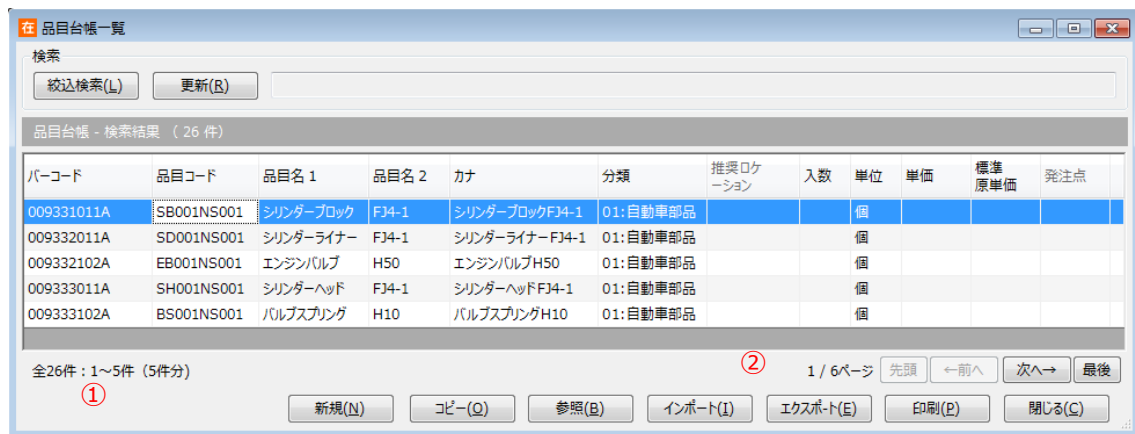 在 品目台帳一覧
検索
絞込検索(L) 更新(R)
品目台帳 - 検索結果 （ 26 件）
バーコード 品目コード 品目名 1 品目名 2 カナ 分類 推奨ロケーション 入数 単位 単価 標準原単価 発注点
009331011A SB001NS001 シリンダーブロック FJ4-1 シリンダーブロックFJ4-1 01:自動車部品 個
009332011A SD001NS001 シリンダーライナー FJ4-1 シリンダーライナーFJ4-1 01:自動車部品 個
009332102A EB001NS001 エンジンバルブ H50 エンジンバルブH50 01:自動車部品 個
009333011A SH001NS001 シリンダーヘッド FJ4-1 シリンダーヘッドFJ4-1 01:自動車部品 個
009333102A BS001NS001 バルブスプリング H10 バルブスプリングH10 01:自動車部品 個
全26件：1～5件（5件分） ② 1 / 6ページ 先頭 ←前へ 次へ→ 最後
①
新規(N) コピー(O) 参照(B) インポート(I) エクスポート(E) 印刷(P) 閉じる(C)